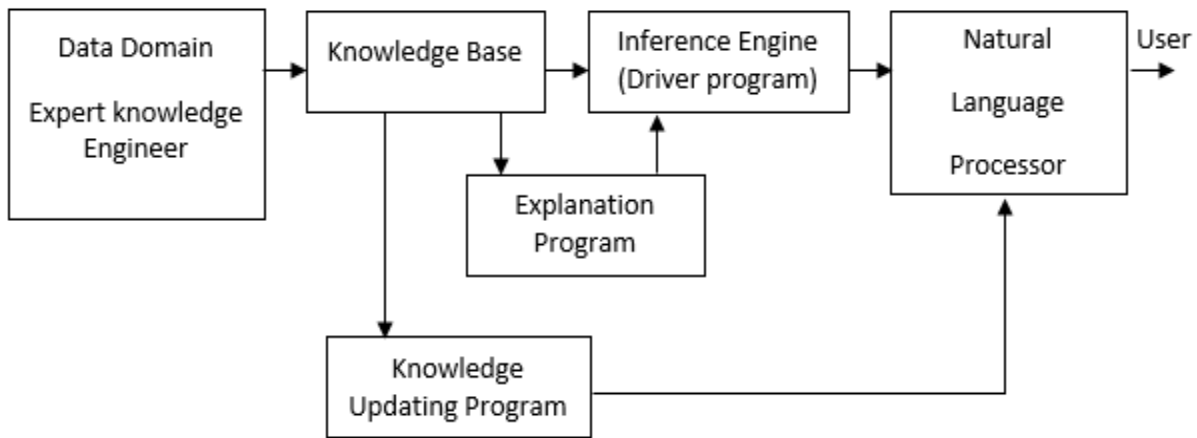 Data Domain
Expert knowledge
Engineer
Knowledge Base
Inference Engine
(Driver program)
Natural
Language
Processor
User
Explanation
Program
Knowledge
Updating Program